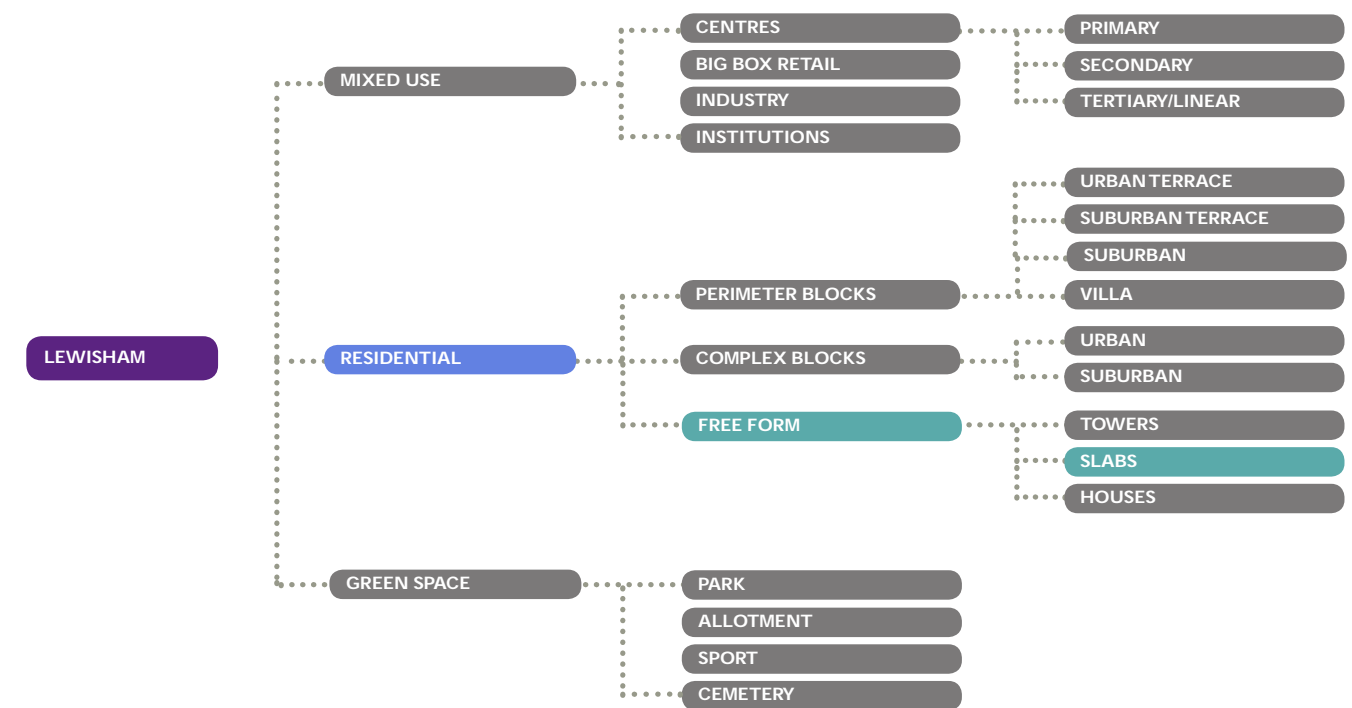 CENTRES
PRIMARY
BIG BOX RETAIL
SECONDARY
MIXED USE
INDUSTRY
TERTIARY/LINEAR
INSTITUTIONS
URBAN TERRACE
SUBURBAN TERRACE
SUBURBAN
PERIMETER BLOCKS
VILLA
URBAN
LEWISHAM
RESIDENTIAL
COMPLEX BLOCKS
SUBURBAN
FREE FORM
TOWERS
SLABS
HOUSES
GREEN SPACE
PARK
ALLOTMENT
SPORT
CEMETERY